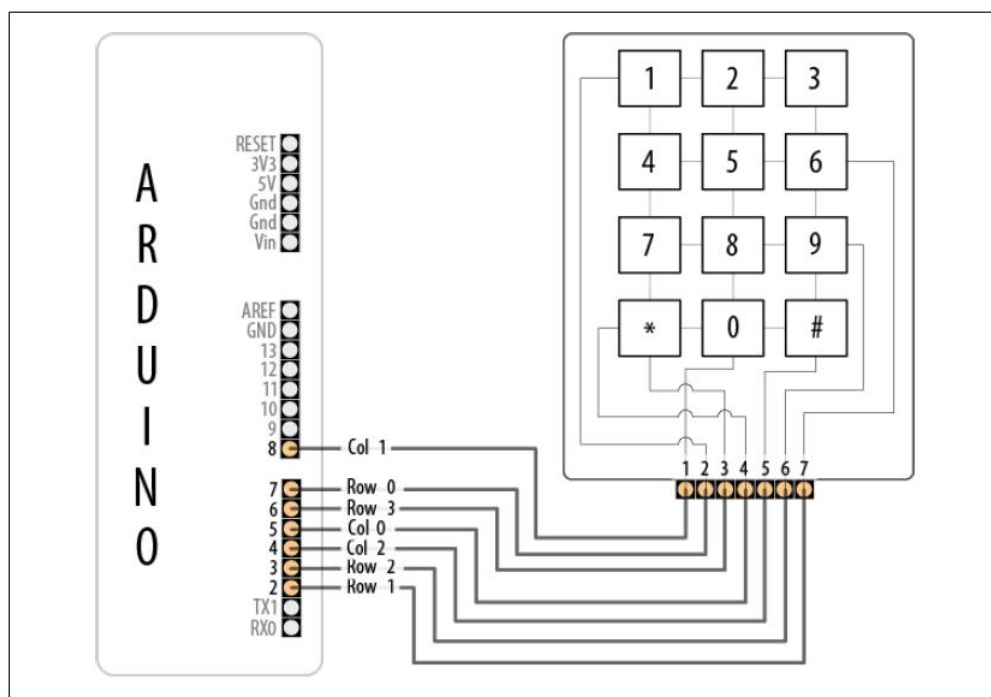 ARDUINO
RESET
3V3
5V
Gnd
Gnd
Vin
AREF
GND
13
12
11
10
9
8 Col 1
7 Row 0
6 Row 3
5 Col 0
4 Col 2
3 Row 2
2 Row 1
TX1
RX0
1 2 3
4 5 6
7 8 9
* 0 #
1 2 3 4 5 6 7